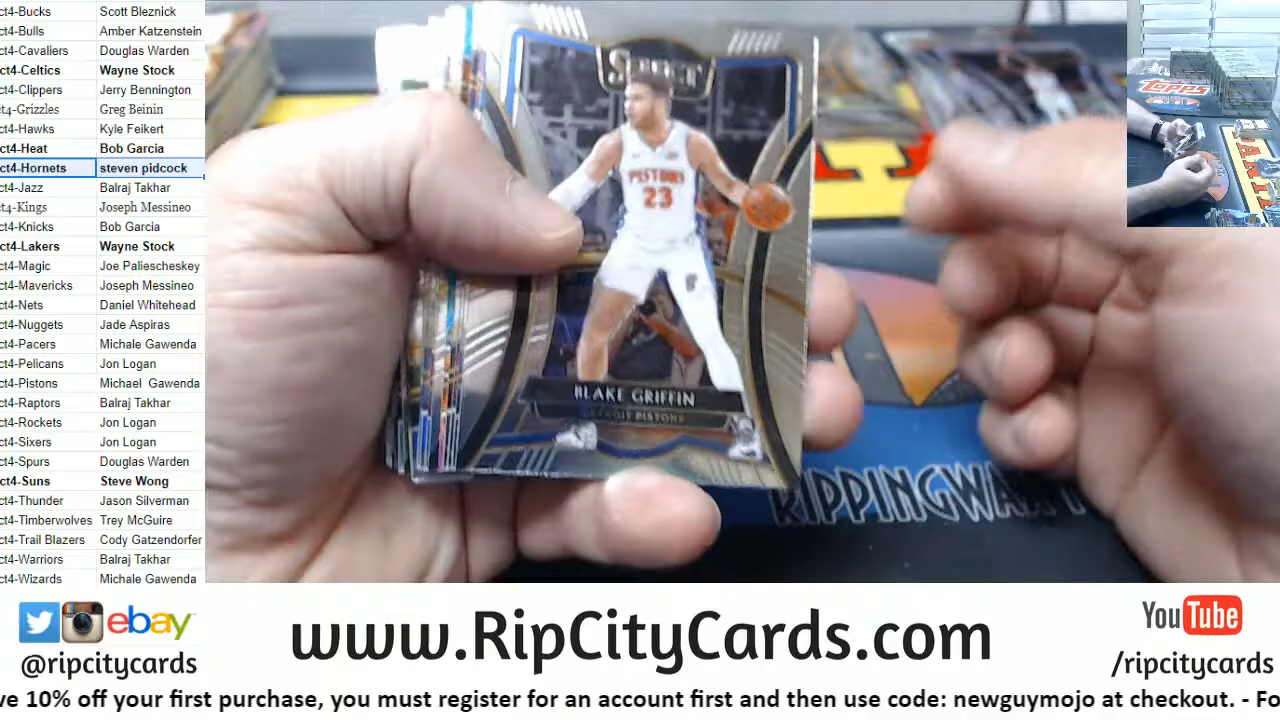 ct4-Bucks Scott Bleznick
ct4-Bulls Amber Katzenstein
ct4-Cavaliers Douglas Warden
ct4-Celtics Wayne Stock
ct4-Clippers Jerry Bennington
ct4-Grizzles Greg Beinin
ct4-Hawks Kyle Feikert
ct4-Heat Bob Garcia
ct4-Hornets steven pidcock
ct4-Jazz Balraj Takhar
ct4-Kings Joseph Messineo
ct4-Knicks Bob Garcia
ct4-Lakers Wayne Stock
ct4-Magic Joe Paliescheskey
ct4-Mavericks Joseph Messineo
ct4-Nets Daniel Whitehead
ct4-Nuggets Jade Aspiras
ct4-Pacers Michale Gawenda
ct4-Pelicans Jon Logan
ct4-Pistons Michael Gawenda
ct4-Raptors Balraj Takhar
ct4-Rockets Jon Logan
ct4-Sixers Jon Logan
ct4-Spurs Douglas Warden
ct4-Suns Steve Wong
ct4-Thunder Jason Silverman
ct4-Timberwolves Trey McGuire
ct4-Trail Blazers Cody Gatzendorfer
ct4-Warriors Balraj Takhar
ct4-Wizards Michale Gawenda
SELECT
PISTONS
23
BLAKE GRIFFIN
DETROIT PISTONS
Topps
RIPPINGWA
ebay
@ripcitycards
www.RipCityCards.com
YouTube
/ripcitycards
ve 10% off your first purchase, you must register for an account first and then use code: newguymojo at checkout. - Fo